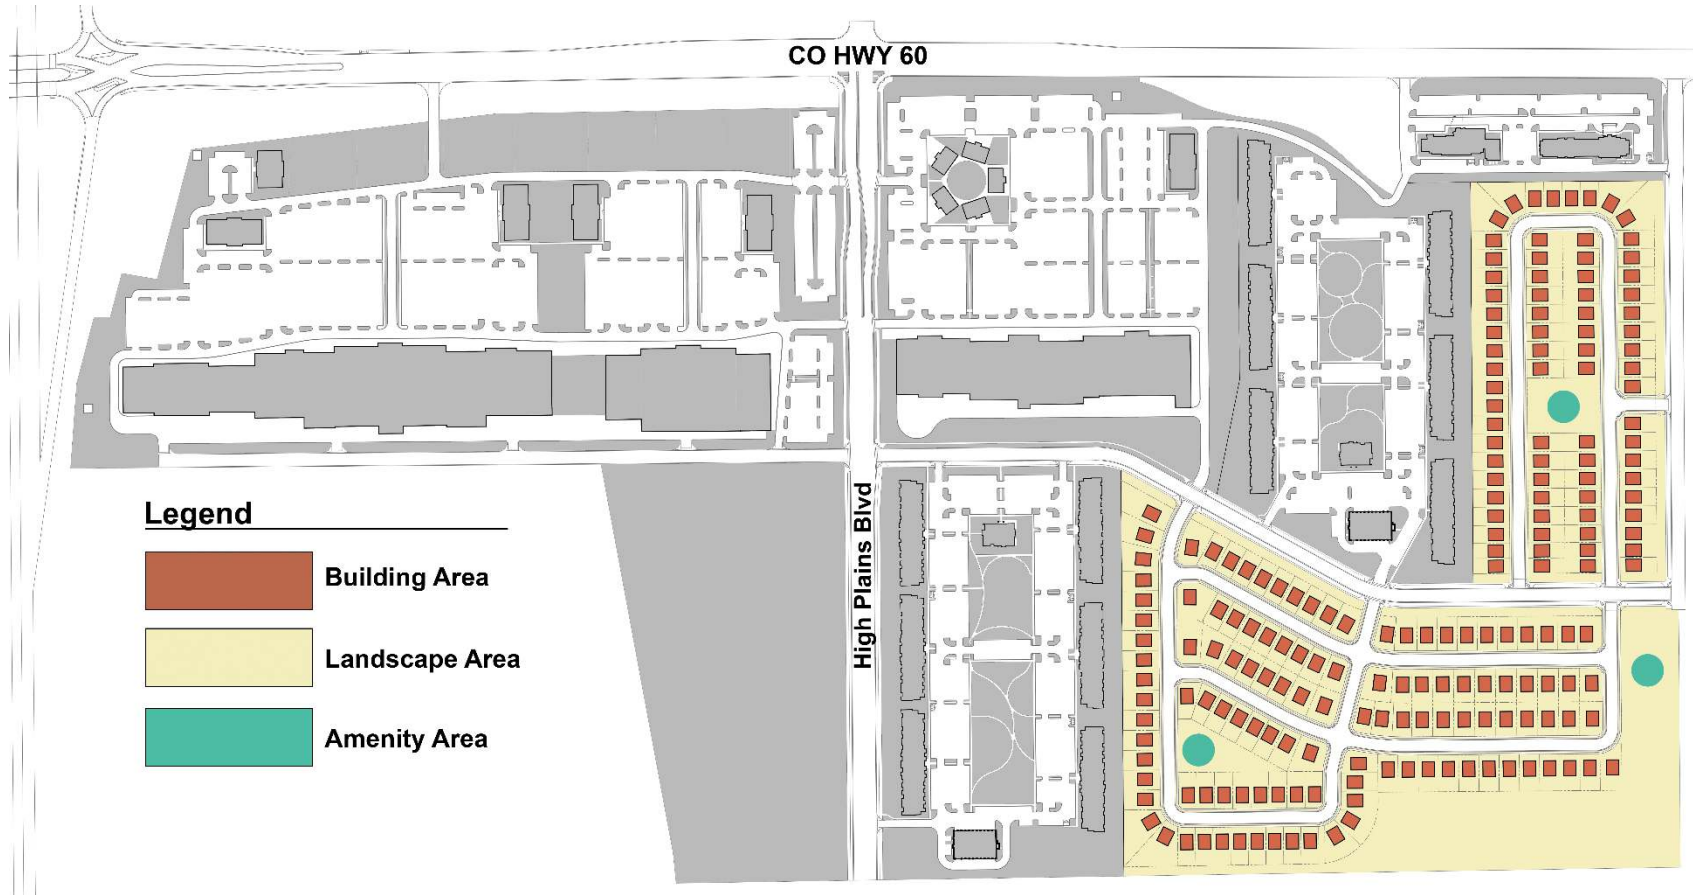 CO HWY 60
High Plains Blvd
Legend
Building Area
Landscape Area
Amenity Area